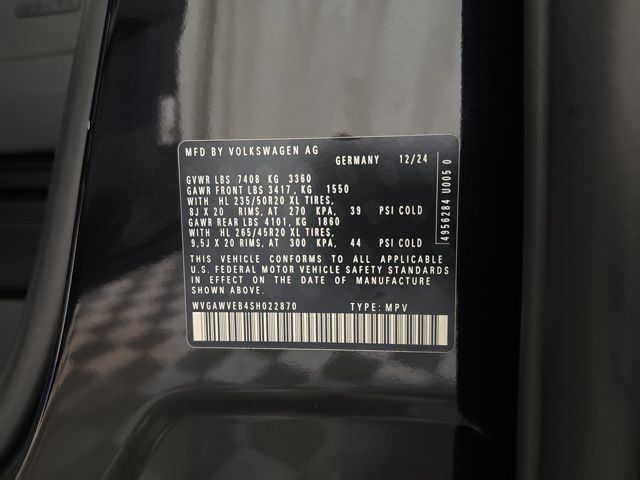 MFD BY VOLKSWAGEN AG
GERMANY 12/24
GVWR LBS 7408 KG 3360
GAWR FRONT LBS 3417, KG 1550
WITH HL 235/50R20 XL TIRES,
8J X 20 RIMS, AT 270 KPA, 39 PSI COLD
GAWR REAR LBS 4101, KG 1860
WITH HL 265/45R20 XL TIRES,
9,5J X 20 RIMS, AT 300 KPA, 44 PSI COLD
THIS VEHICLE CONFORMS TO ALL APPLICABLE
U.S. FEDERAL MOTOR VEHICLE SAFETY STANDARDS
IN EFFECT ON THE DATE OF MANUFACTURE
SHOWN ABOVE.
WVGAWVEB4SH022870 TYPE: MPV
4956284 U005 0